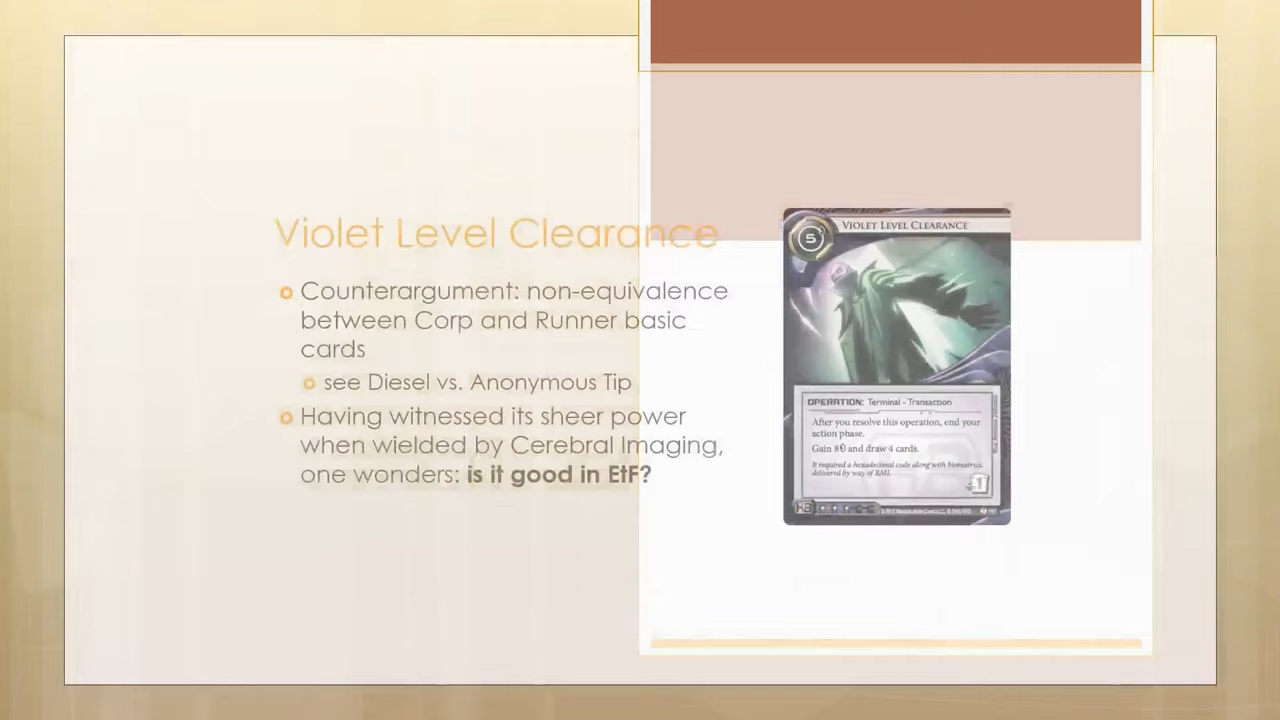 Violet Level Clearance
Counterargument: non-equivalence
between Corp and Runner basic
cards
see Diesel vs. Anonymous Tip
Having witnessed its sheer power
when wielded by Cerebral Imaging,
one wonders: is it good in EtF?
5
VIOLET LEVEL CLEARANCE
OPERATION: Terminal - Transaction
After you resolve this operation, end your
action phase.
Gain 8 and draw 4 cards.
It required a hexadecimal code along with biometrics,
delivered by way of BMI.
1
HB